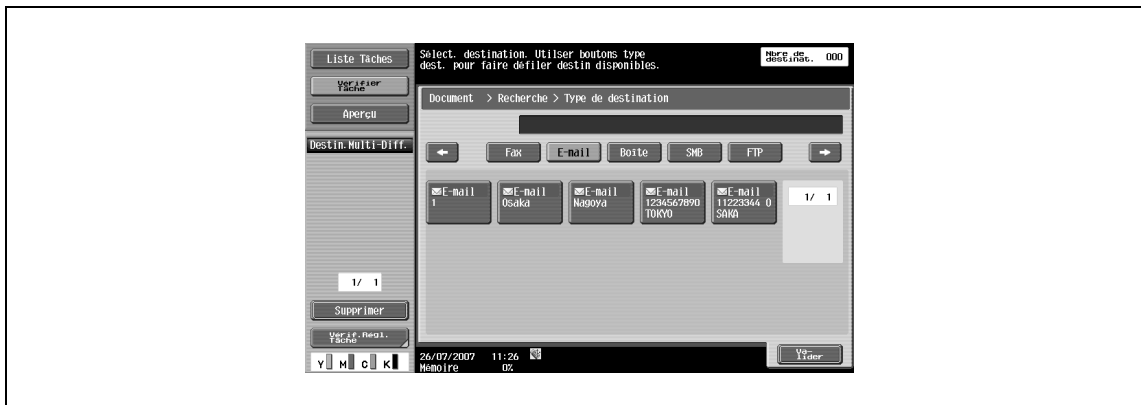 Liste Tâches
Vérifier
Tâche
Aperçu
Destin.Multi-Diff.
1/ 1
Supprimer
Vérif.Régl.
Tâche
Y M C K
Sélect. destination. Utilser boutons type
dest. pour faire défiler destin disponibles.
Nbre de
destinat. 000
Document > Recherche > Type de destination
Fax E-mail Boîte SMB FTP
E-mail
1
E-mail
Osaka
E-mail
Nagoya
E-mail
1234567890
TOKYO
E-mail
11223344 O
SAKA
1/ 1
26/07/2007 11:26
Mémoire 0%
Va-
lider